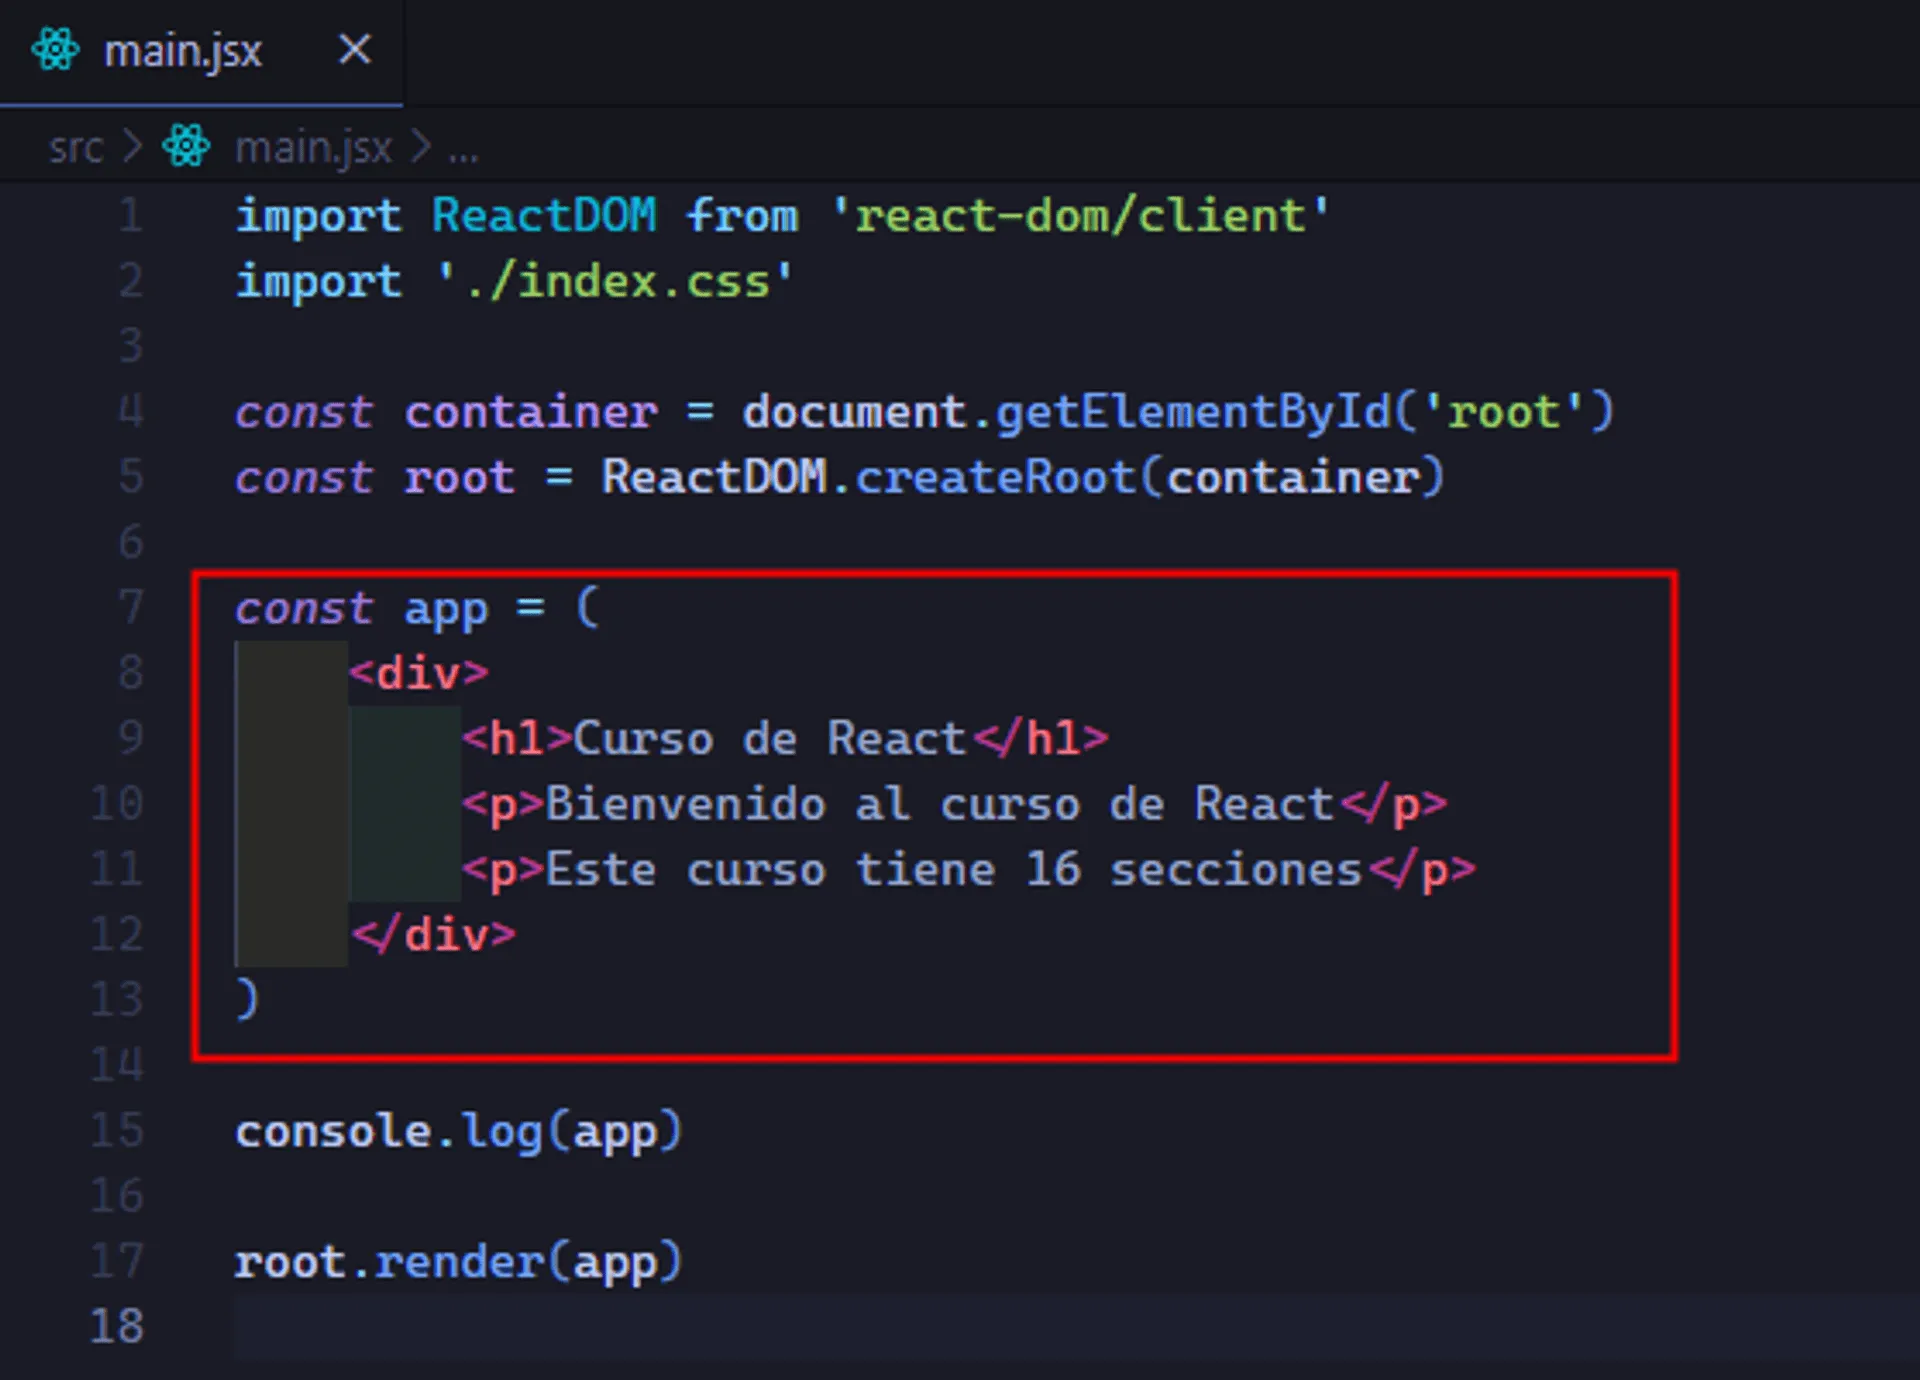 main.jsx
src > main.jsx > ...
1 import ReactDOM from 'react-dom/client'
2 import './index.css'
3
4 const container = document.getElementById('root')
5 const root = ReactDOM.createRoot(container)
6
7 const app = (
8     <div>
9         <h1>Curso de React</h1>
10         <p>Bienvenido al curso de React</p>
11         <p>Este curso tiene 16 secciones</p>
12     </div>
13 )
14
15 console.log(app)
16
17 root.render(app)
18